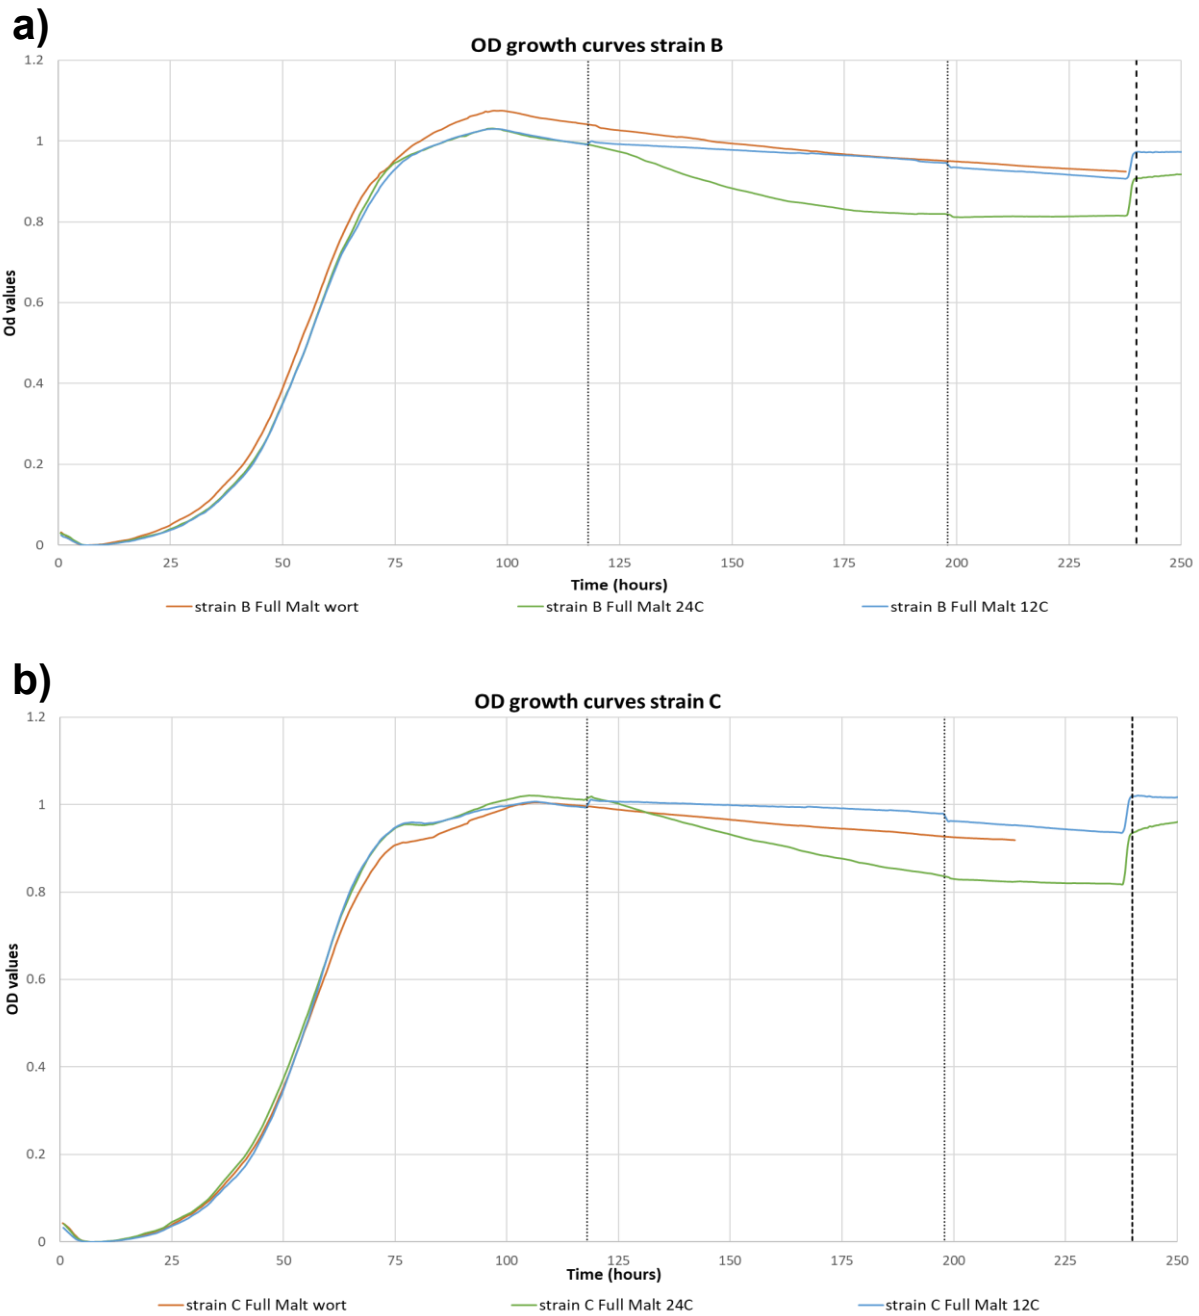 a)
OD growth curves strain B
1.2
1
0.8
0.6
0.4
0.2
0
Od values
0 25 50 75 100 125 150 175 200 225 250
Time (hours)
strain B Full Malt wort strain B Full Malt 24C strain B Full Malt 12C
b)
OD growth curves strain C
1.2
1
0.8
0.6
0.4
0.2
0
OD values
0 25 50 75 100 125 150 175 200 225 250
Time (hours)
strain C Full Malt wort strain C Full Malt 24C strain C Full Malt 12C